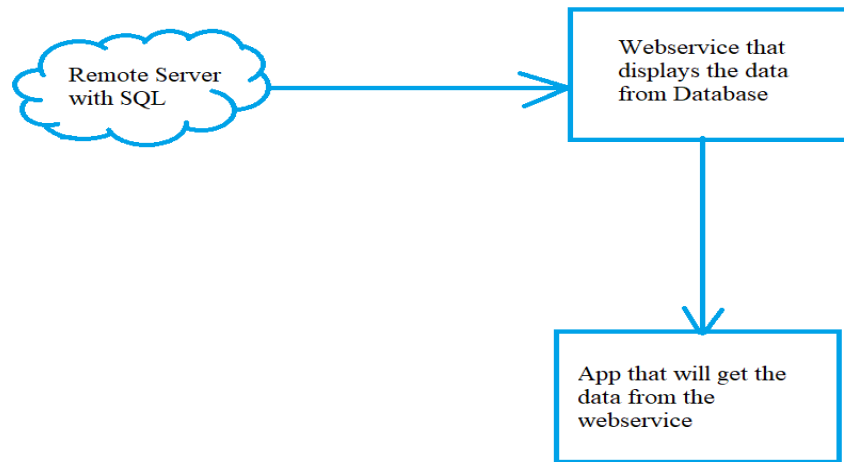 Remote Server
with SQL
Webservice that
displays the data
from Database
App that will get the
data from the
webservice